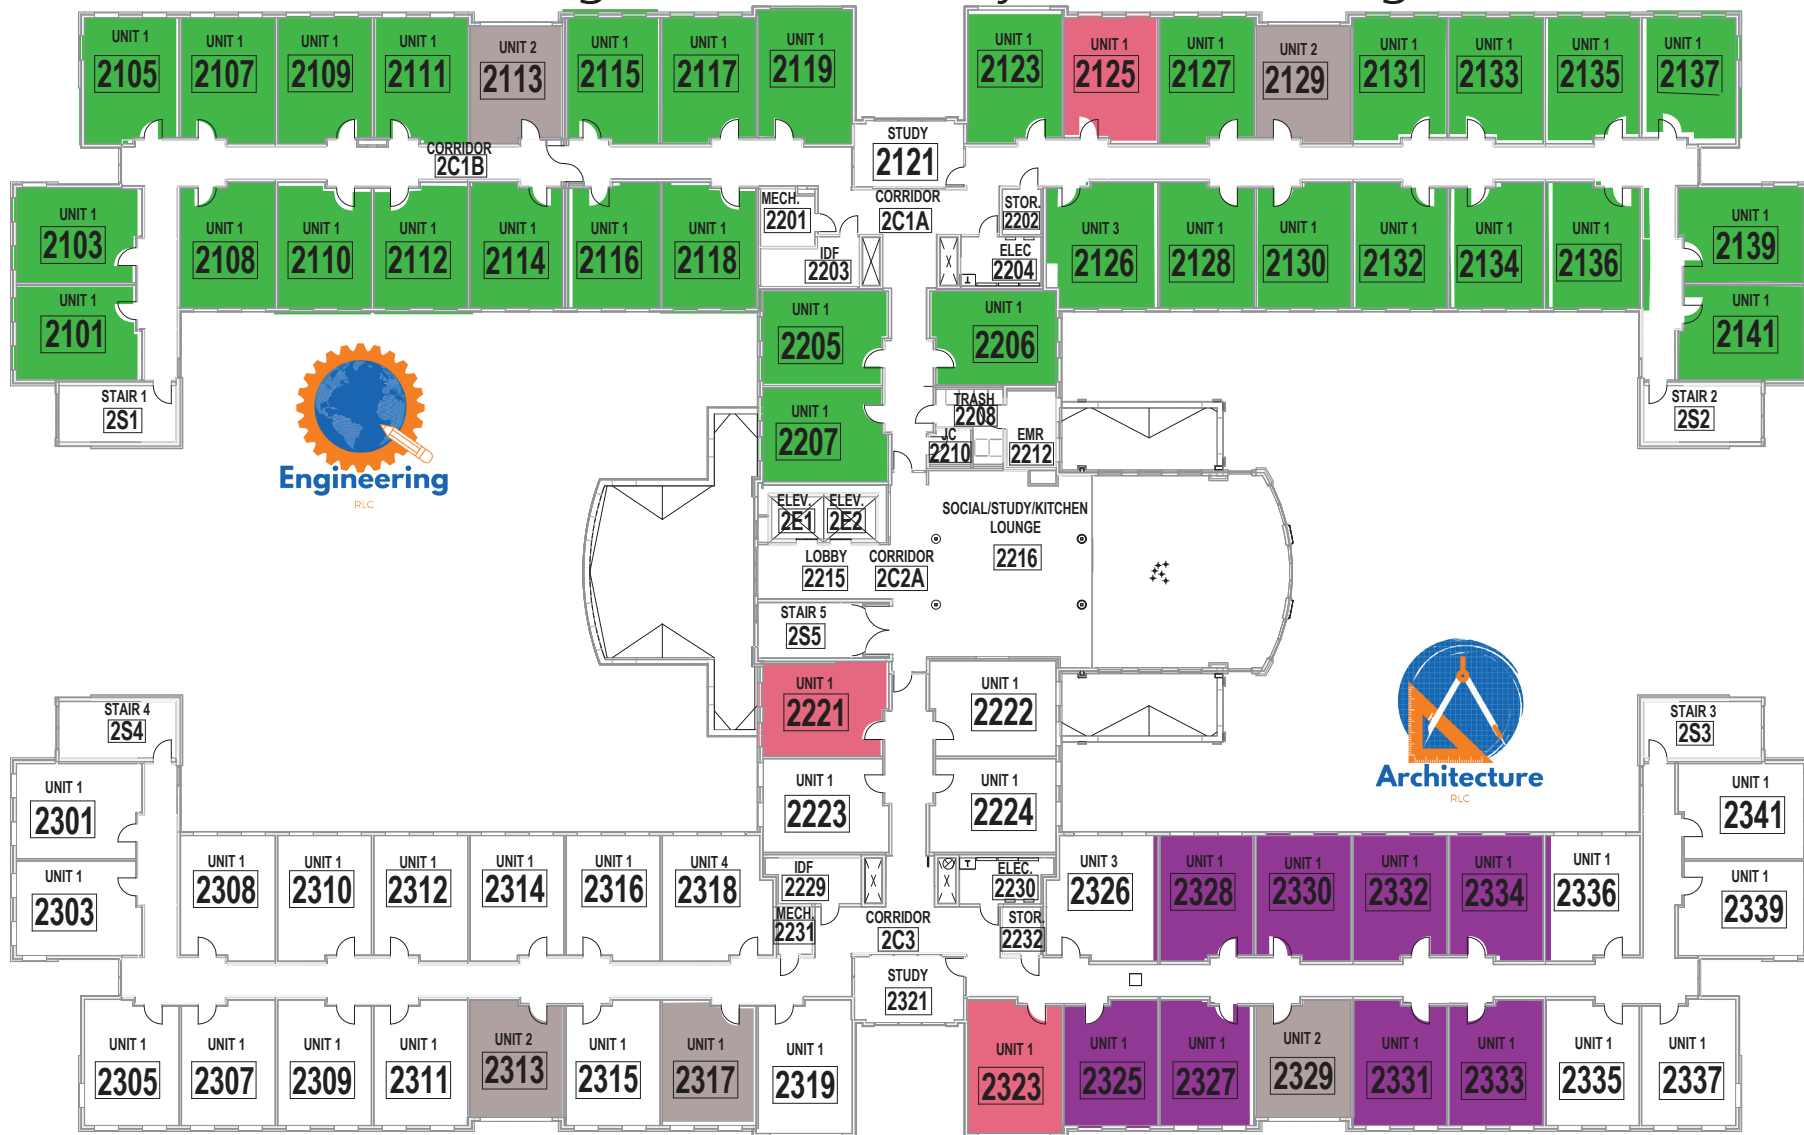 UNIT 1
2105
UNIT 1
2107
UNIT 1
2109
UNIT 1
2111
UNIT 2
2113
UNIT 1
2115
UNIT 1
2117
UNIT 1
2119
UNIT 1
2123
UNIT 1
2125
UNIT 1
2127
UNIT 2
2129
UNIT 1
2131
UNIT 1
2133
UNIT 1
2135
UNIT 1
2137
STUDY
2121
CORRIDOR
2C1B
UNIT 1
2103
UNIT 1
2101
UNIT 1
2108
UNIT 1
2110
UNIT 1
2112
UNIT 1
2114
UNIT 1
2116
UNIT 1
2118
MECH.
2201
IDF
2203
CORRIDOR
2C1A
STOR.
2202
ELEC
2204
T
X
X
UNIT 3
2126
UNIT 1
2128
UNIT 1
2130
UNIT 1
2132
UNIT 1
2134
UNIT 1
2136
UNIT 1
2139
UNIT 1
2141
UNIT 1
2205
UNIT 1
2206
STAIR 1
2S1
STAIR 2
2S2
Engineering
RLC
UNIT 1
2207
TRASH
2208
JC
2210
EMR
2212
ELEV.
2E1
ELEV.
2E2
SOCIAL/STUDY/KITCHEN
LOUNGE
2216
LOBBY
2215
CORRIDOR
2C2A
STAIR 5
2S5
UNIT 1
2221
UNIT 1
2222
UNIT 1
2223
UNIT 1
2224
Architecture
RLC
STAIR 4
2S4
STAIR 3
2S3
UNIT 1
2301
UNIT 1
2303
UNIT 1
2308
UNIT 1
2310
UNIT 1
2312
UNIT 1
2314
UNIT 1
2316
UNIT 4
2318
IDF
2229
MECH.
2231
X
X
T
ELEC.
2230
STOR.
2232
CORRIDOR
2C3
UNIT 3
2326
UNIT 1
2328
UNIT 1
2330
UNIT 1
2332
UNIT 1
2334
UNIT 1
2336
UNIT 1
2341
UNIT 1
2339
STUDY
2321
UNIT 1
2305
UNIT 1
2307
UNIT 1
2309
UNIT 1
2311
UNIT 2
2313
UNIT 1
2315
UNIT 1
2317
UNIT 1
2319
UNIT 1
2323
UNIT 1
2325
UNIT 1
2327
UNIT 2
2329
UNIT 1
2331
UNIT 1
2333
UNIT 1
2335
UNIT 1
2337